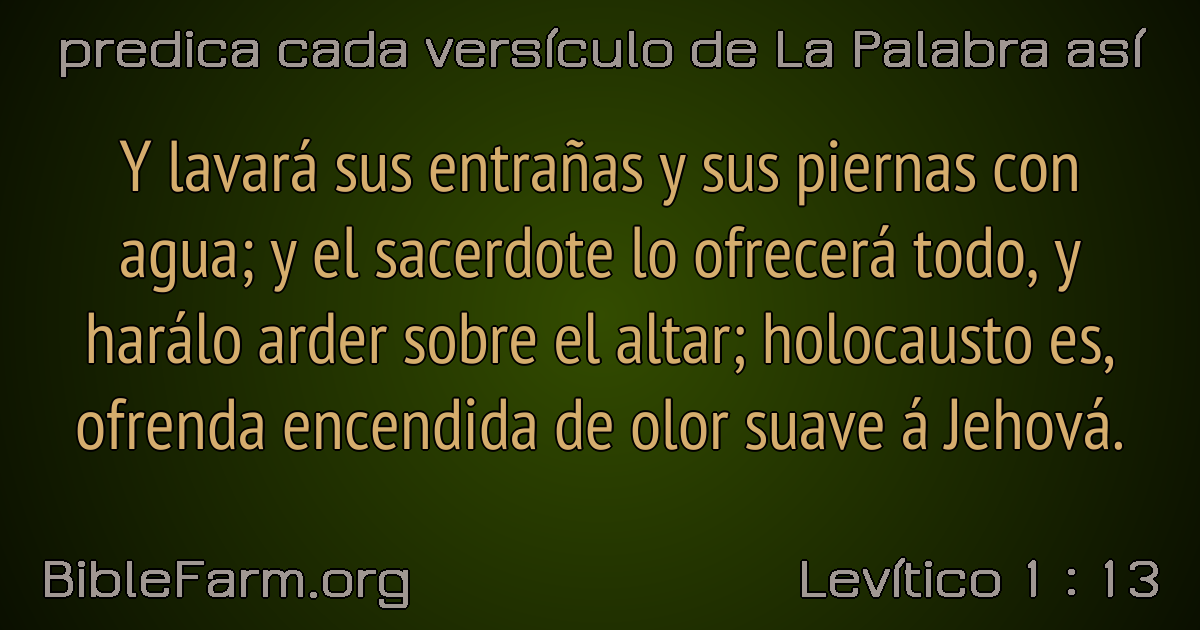 predica cada versículo de La Palabra así
Y lavará sus entrañas y sus piernas con
agua; y el sacerdote lo ofrecerá todo, y
harálo arder sobre el altar; holocausto es,
ofrenda encendida de olor suave á Jehová.
BibleFarm.org
Levítico 1 : 13